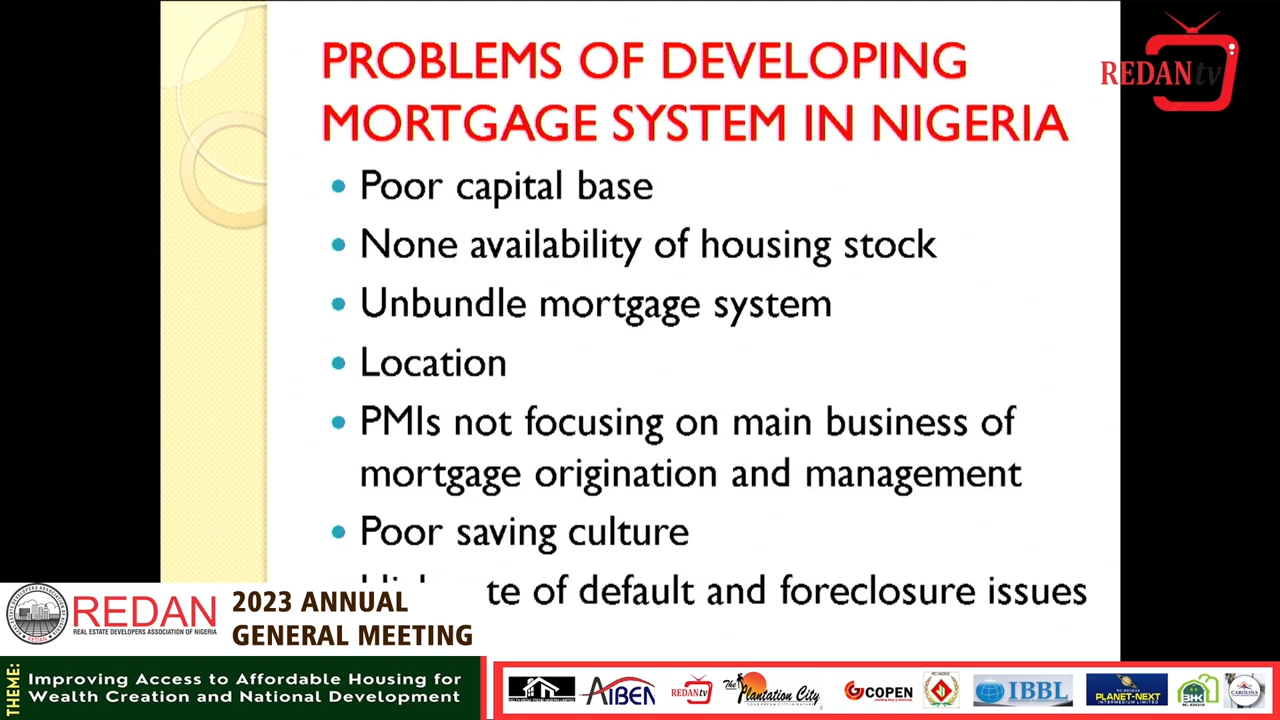 PROBLEMS OF DEVELOPING
MORTGAGE SYSTEM IN NIGERIA
REDANtv
• Poor capital base
• None availability of housing stock
• Unbundle mortgage system
• Location
• PMIs not focusing on main business of
mortgage origination and management
• Poor saving culture
te of default and foreclosure issues
REDAN
REAL ESTATE DEVELOPERS ASSOCIATION OF NIGERIA
2023 ANNUAL
GENERAL MEETING
THEME:
Improving Access to Affordable Housing for
Wealth Creation and National Development
AIBEN
REDANtv
The Plantation City
COPEN
IBBL
PLANET-NEXT
INTERMEDIUM LIMITED
BHK
CAROLINA